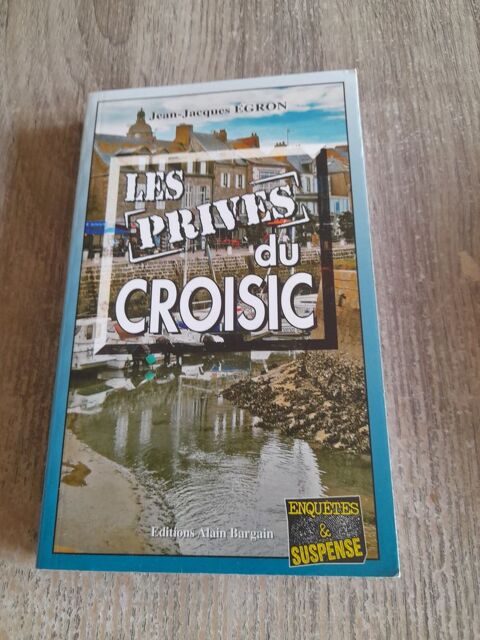 Jean-Jacques EGRON
LES
PRIVES
du
CROISIC
Editions Alain Bargain
ENQUETES
&
SUSPENSE